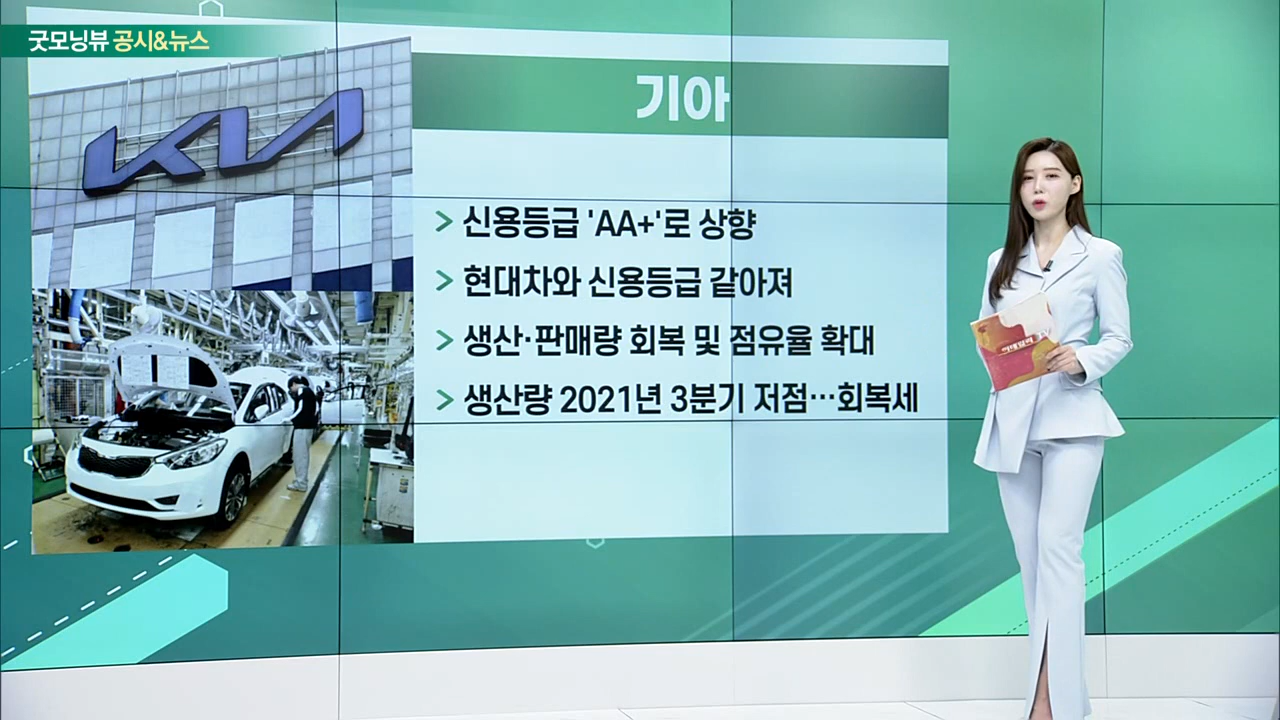 굿모닝뷰 공시&뉴스
KIA
기아
> 신용등급 'AA+'로 상향
> 현대차와 신용등급 같아져
> 생산·판매량 회복 및 점유율 확대
> 생산량 2021년 3분기 저점…회복세